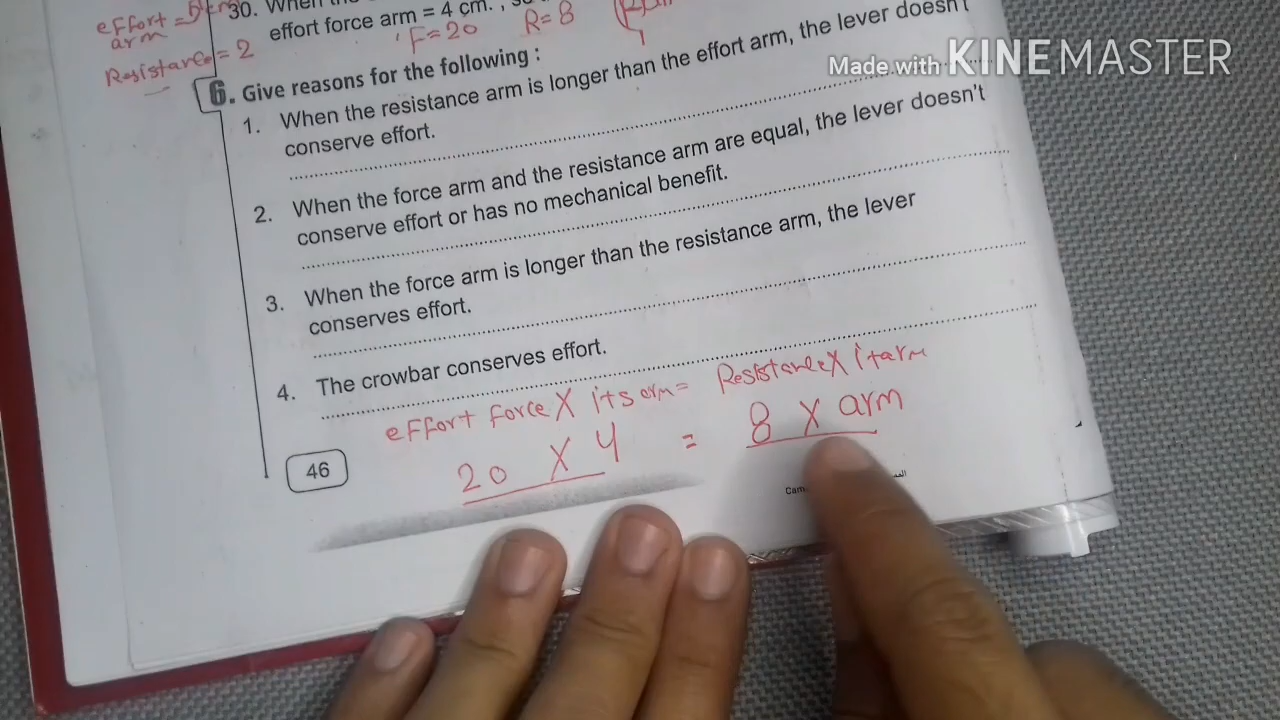 effort =
arm
Resistance = 2
30. When
effort force arm = 4 cm.
F=20 R=8
Made with KINEMASTER
6. Give reasons for the following :
1. When the resistance arm is longer than the effort arm, the lever doesn't
conserve effort.
2. When the force arm and the resistance arm are equal, the lever doesn't
conserve effort or has no mechanical benefit.
3. When the force arm is longer than the resistance arm, the lever
conserves effort.
4. The crowbar conserves effort.
effort force X its arm = Resistance X it arm
20 X 4 = 8 X arm
46
Cam